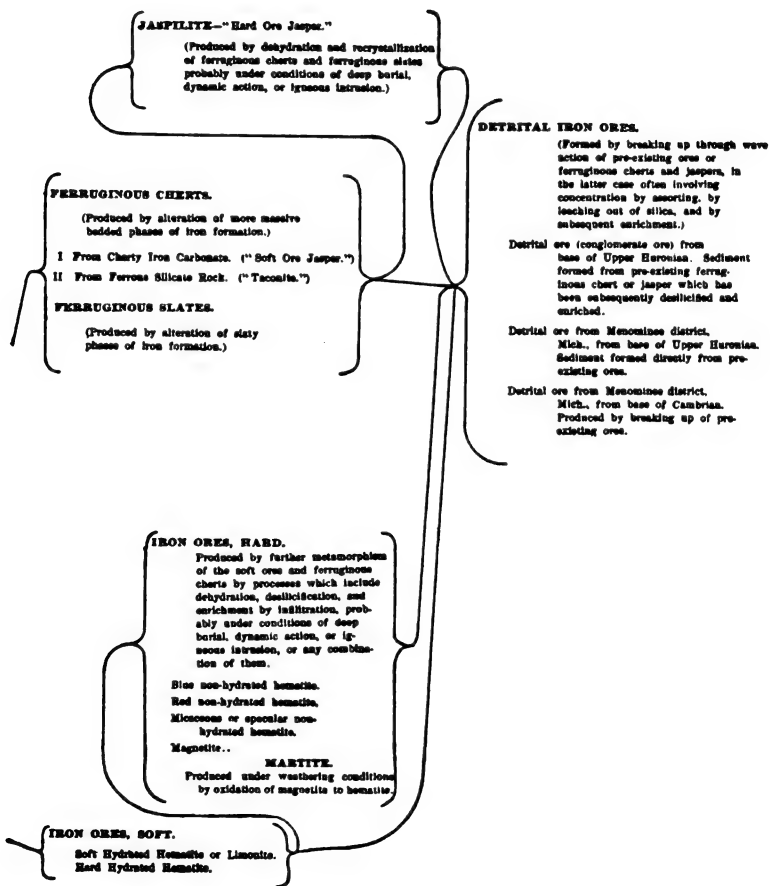 JASPILITE—"Hard Ore Jasper."
(Produced by dehydration and recrystallization
of ferruginous cherts and ferruginous slates
probably under conditions of deep burial,
dynamic action, or igneous intrusion.)
FERRUGINOUS CHERTS.
(Produced by alteration of more massive
bedded phases of iron formation.)
I From Cherty Iron Carbonate. ("Soft Ore Jasper.")
II From Ferrous Silicate Rock. ("Taconite.")
FERRUGINOUS SLATES.
(Produced by alteration of slaty
phases of iron formation.)
DETRITAL IRON ORES.
(Formed by breaking up through wave
action of pre-existing ores or
ferruginous cherts and jaspers, in
the latter case often involving
concentration by assorting, by
leaching out of silica, and by
subsequent enrichment.)
Detrital ore (conglomerate ore) from
base of Upper Huronian. Sediment
formed from pre-existing ferrug-
inous chert or jasper which has
been subsequently desilicified and
enriched.
Detrital ore from Menominee district,
Mich., from base of Upper Huronian.
Sediment formed directly from pre-
existing ores.
Detrital ore from Menominee district,
Mich., from base of Cambrian.
Produced by breaking up of pre-
existing ores.
IRON ORES, HARD.
Produced by further metamorphism
of the soft ores and ferruginous
cherts by processes which include
dehydration, desilicification, and
enrichment by infiltration, prob-
ably under conditions of deep
burial, dynamic action, or ig-
neous intrusion, or any combina-
tion of them.
Blue non-hydrated hematite.
Red non-hydrated hematite.
Micaceous or specular non-
hydrated hematite.
Magnetite..
MARTITE.
Produced under weathering conditions
by oxidation of magnetite to hematite.
IRON ORES, SOFT.
Soft Hydrated Hematite or Limonite.
Hard Hydrated Hematite.